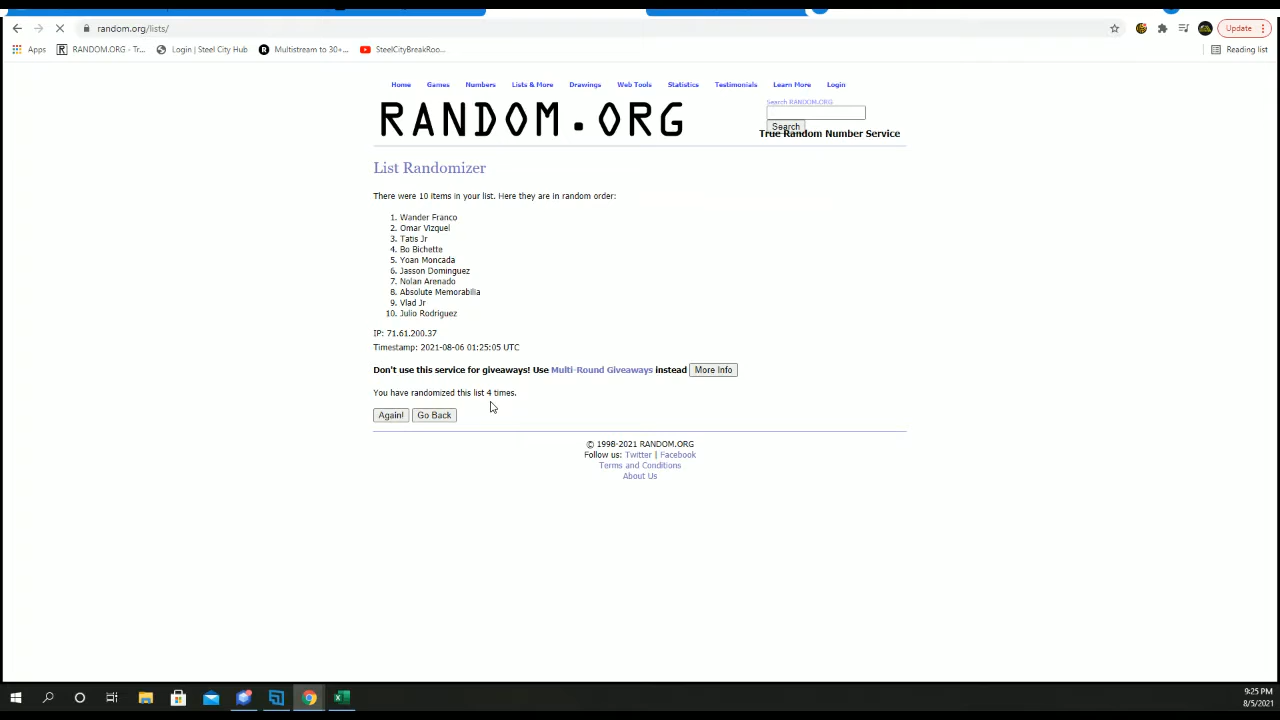 random.org/lists/
Update
Apps
RANDOM.ORG - Tr...
Login | Steel City Hub
Multistream to 30+...
SteelCityBreakRoo...
Reading list
Home Games Numbers Lists & More Drawings Web Tools Statistics Testimonials Learn More Login
RANDOM.ORG
Search RANDOM.ORG
Search
True Random Number Service
List Randomizer
There were 10 items in your list. Here they are in random order:
1. Wander Franco
2. Omar Vizquel
3. Tatis Jr
4. Bo Bichette
5. Yoan Moncada
6. Jasson Dominguez
7. Nolan Arenado
8. Absolute Memorabilia
9. Vlad Jr
10. Julio Rodriguez
IP: 71.61.200.37
Timestamp: 2021-08-06 01:25:05 UTC
Don't use this service for giveaways! Use Multi-Round Giveaways instead More Info
You have randomized this list 4 times.
Again! Go Back
© 1998-2021 RANDOM.ORG
Follow us: Twitter | Facebook
Terms and Conditions
About Us
9:25 PM
8/5/2021